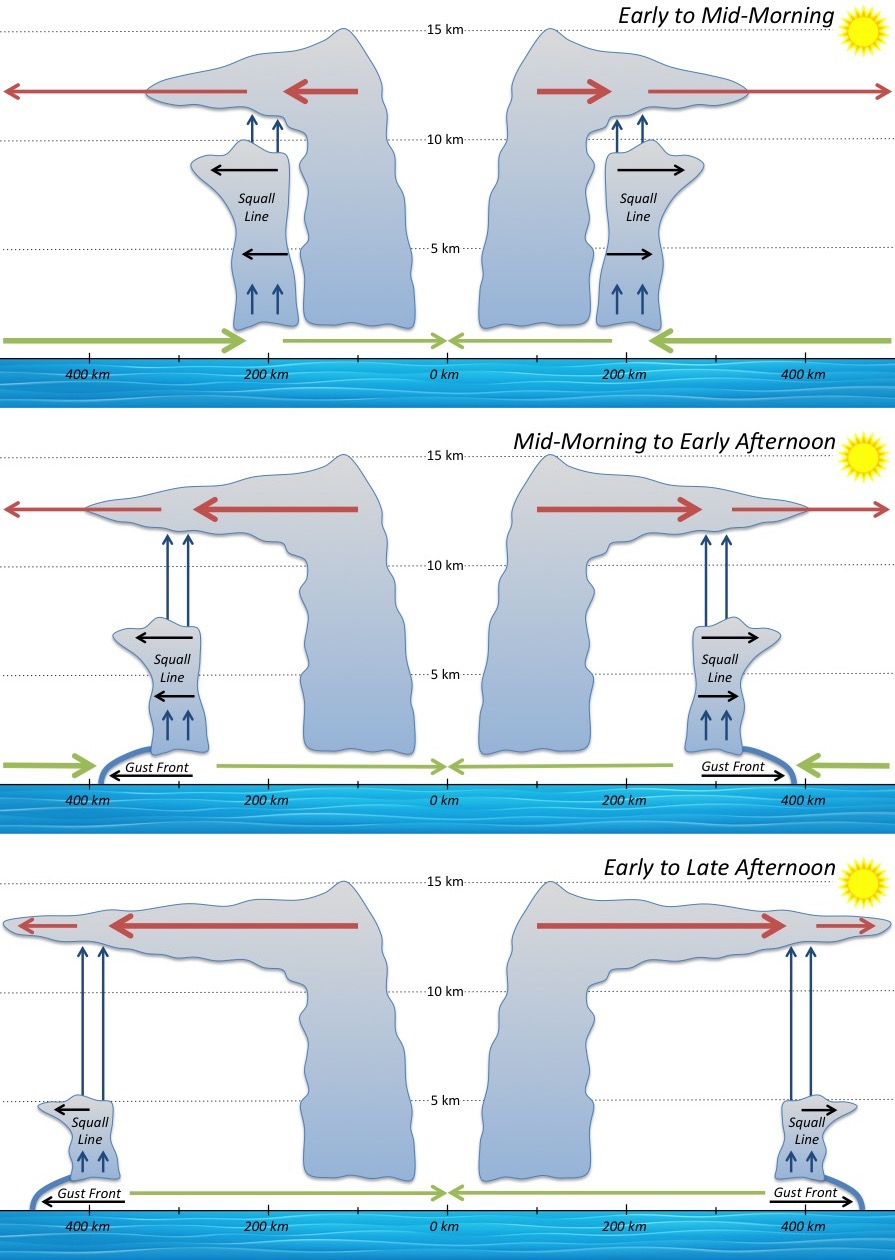 Early to Mid-Morning
15 km
10 km
Squall
Line
Squall
Line
5 km
400 km
200 km
0 km
200 km
400 km
Mid-Morning to Early Afternoon
15 km
10 km
Squall
Line
Squall
Line
5 km
Gust Front
Gust Front
400 km
200 km
0 km
200 km
400 km
Early to Late Afternoon
15 km
10 km
5 km
Squall
Line
Squall
Line
Gust Front
Gust Front
400 km
200 km
0 km
200 km
400 km